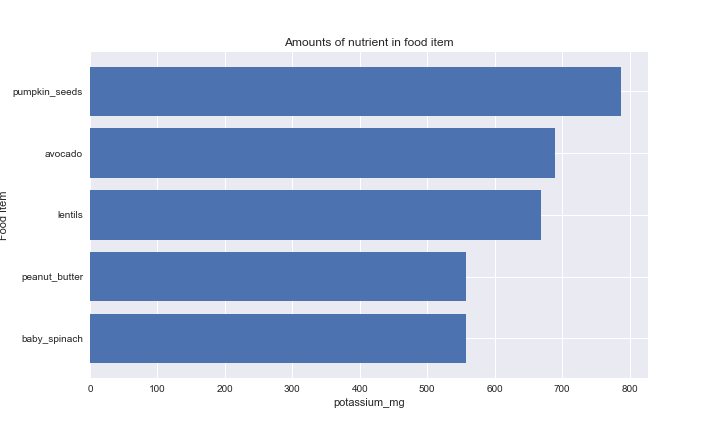 Amounts of nutrient in food item
pumpkin_seeds
avocado
lentils
peanut_butter
baby_spinach
Food item
0 100 200 300 400 500 600 700 800
potassium_mg